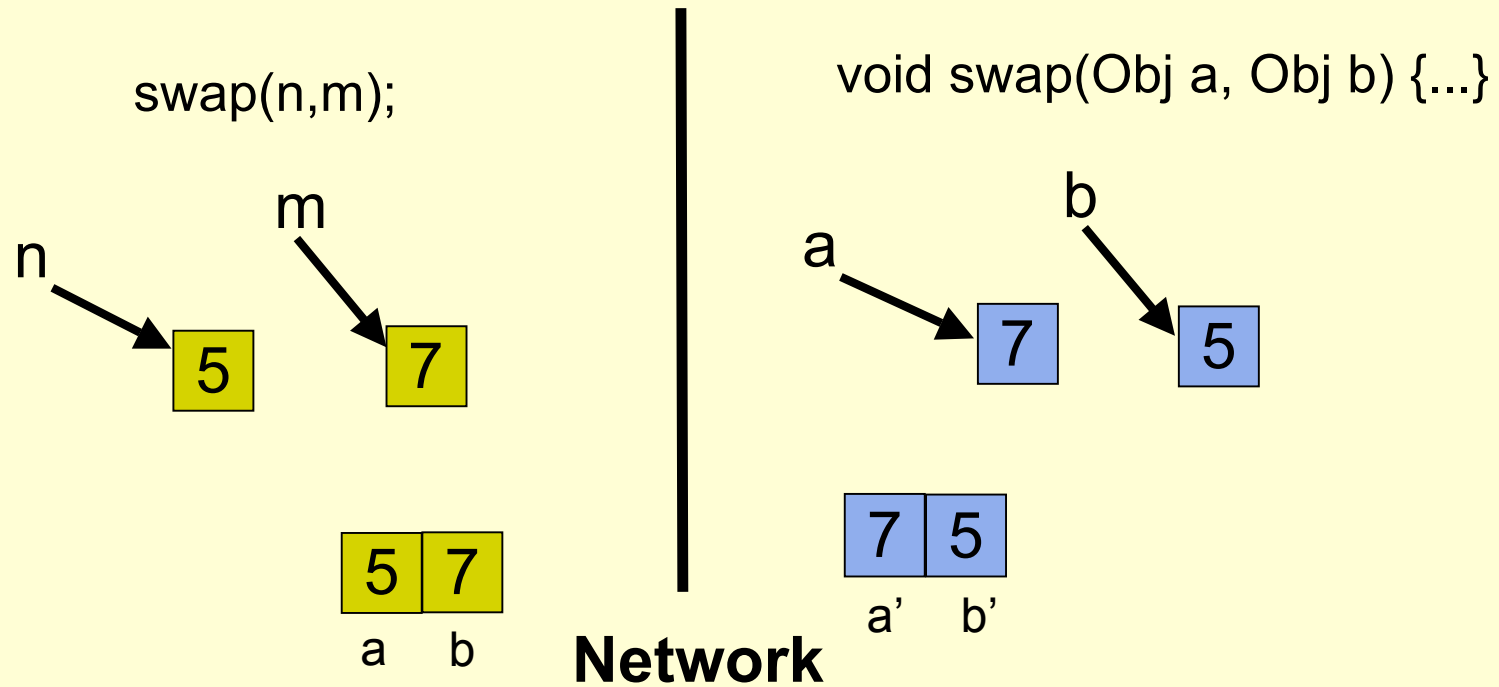 swap(n,m);
n
m
5
7
5 7
a b
void swap(Obj a, Obj b) {...}
a
b
7
5
7 5
a’ b’
Network